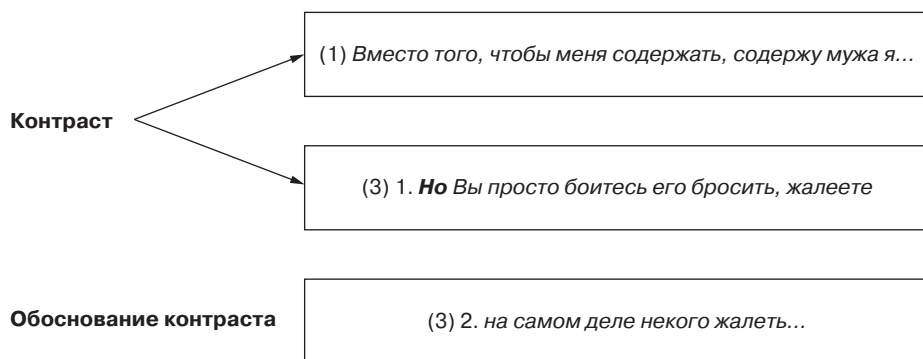 (1) Вместо того, чтобы меня содержать, содержу мужа я...
Контраст
(3) 1. Но Вы просто боитесь его бросить, жалеете
Обоснование контраста
(3) 2. на самом деле некого жалеть...